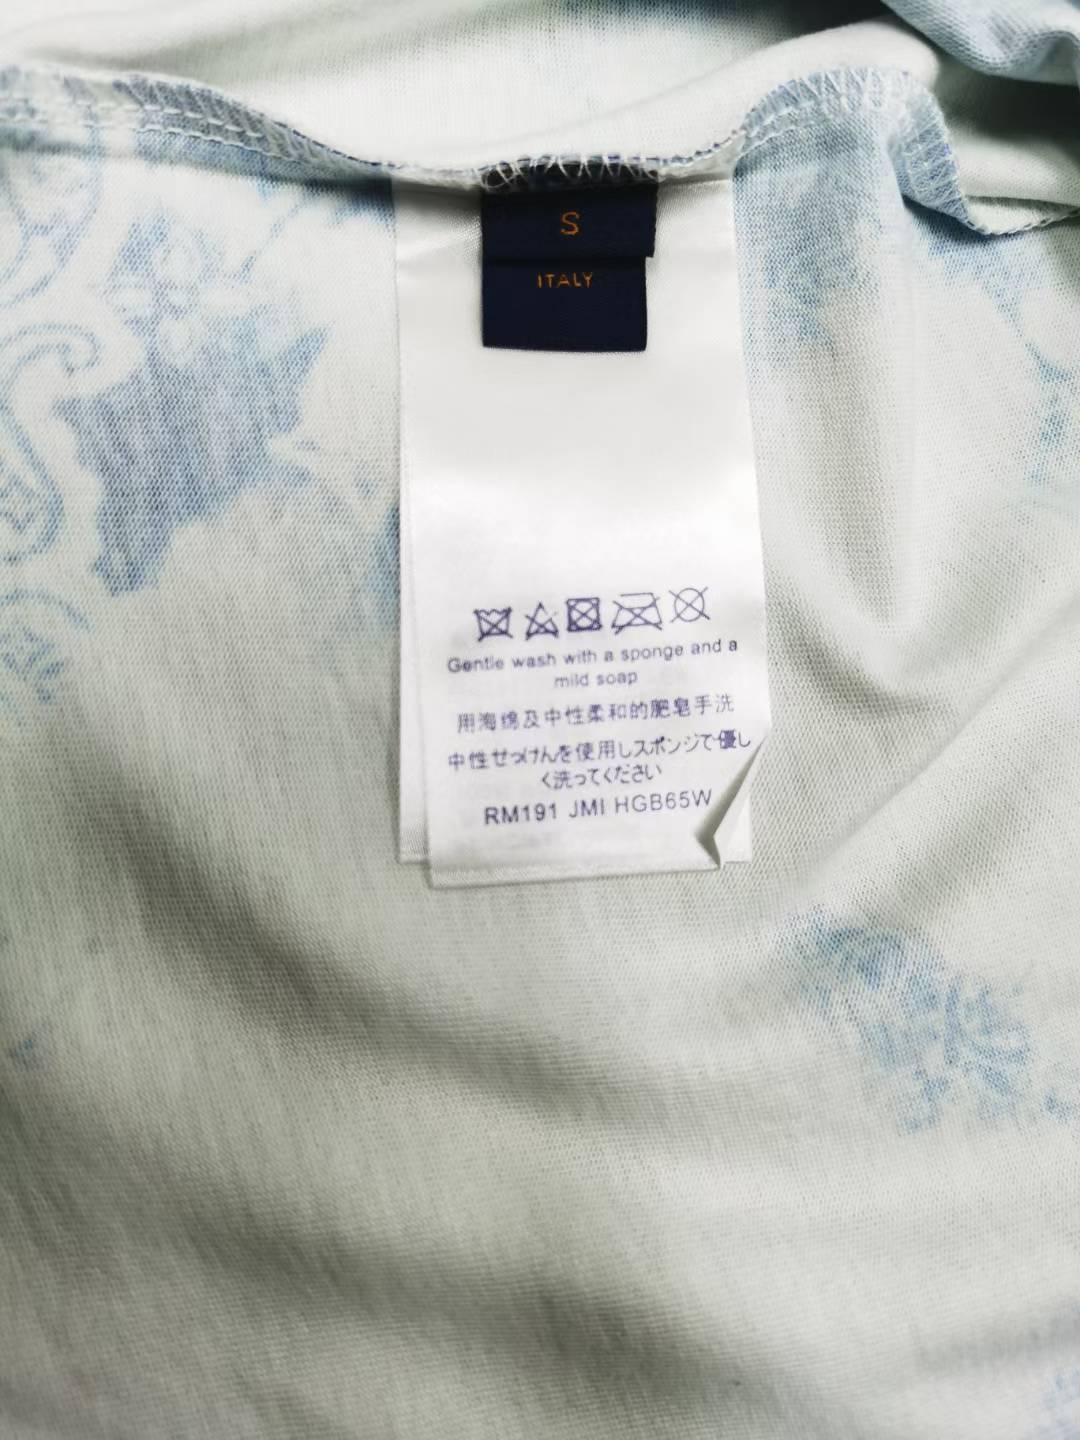 S
ITALY
Gentle wash with a sponge and a
mild soap
用海绵及中性柔和的肥皂手洗
中性せっけんを使用しスポンジで優し
く洗ってください
RM191 JMI HGB65W